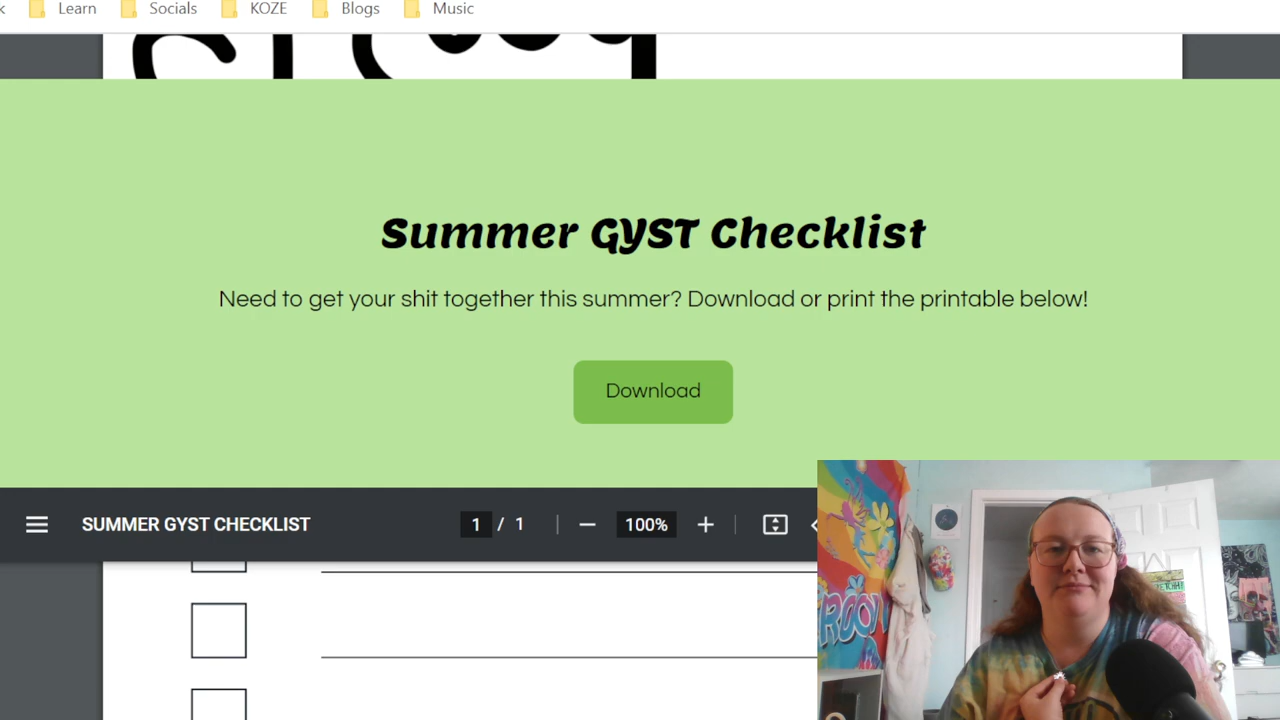 Learn Socials KOZE Blogs Music
Summer GYST Checklist
Need to get your shit together this summer? Download or print the printable below!
Download
SUMMER GYST CHECKLIST 1 / 1 100%